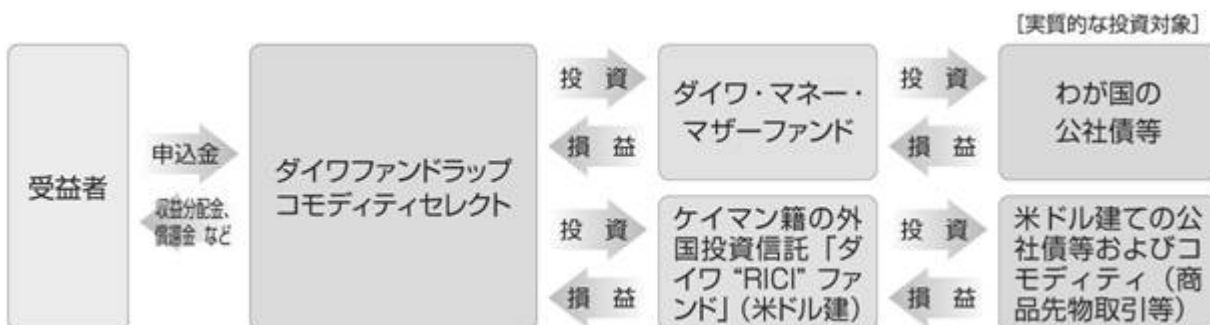 [実質的な投資対象]
受益者
申込金
収益分配金、
償還金 など
ダイワファンドラップ
コモディティセレクト
投 資
損 益
ダイワ・マネー・
マザーファンド
投 資
損 益
わが国の
公社債等
投 資
損 益
ケイマン籍の外
国投資信託「ダ
イワ “RICI” ファ
ンド」(米ドル建)
投 資
損 益
米ドル建ての公
社債等およびコ
モディティ(商
品先物取引等)